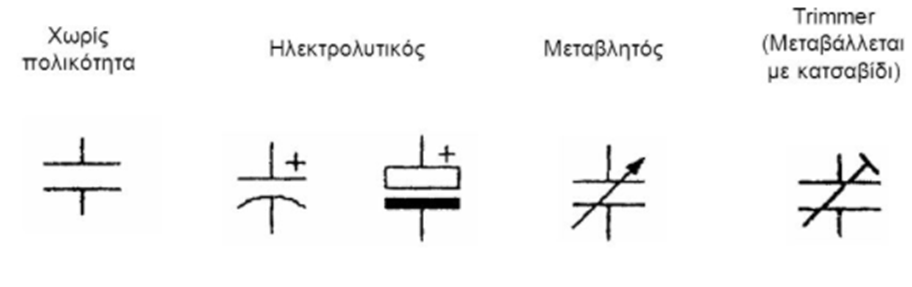 Χωρίς
πολικότητα
Ηλεκτρολυτικός
Μεταβλητός
Trimmer
(Μεταβάλλεται
με κατσαβίδι)
+
+